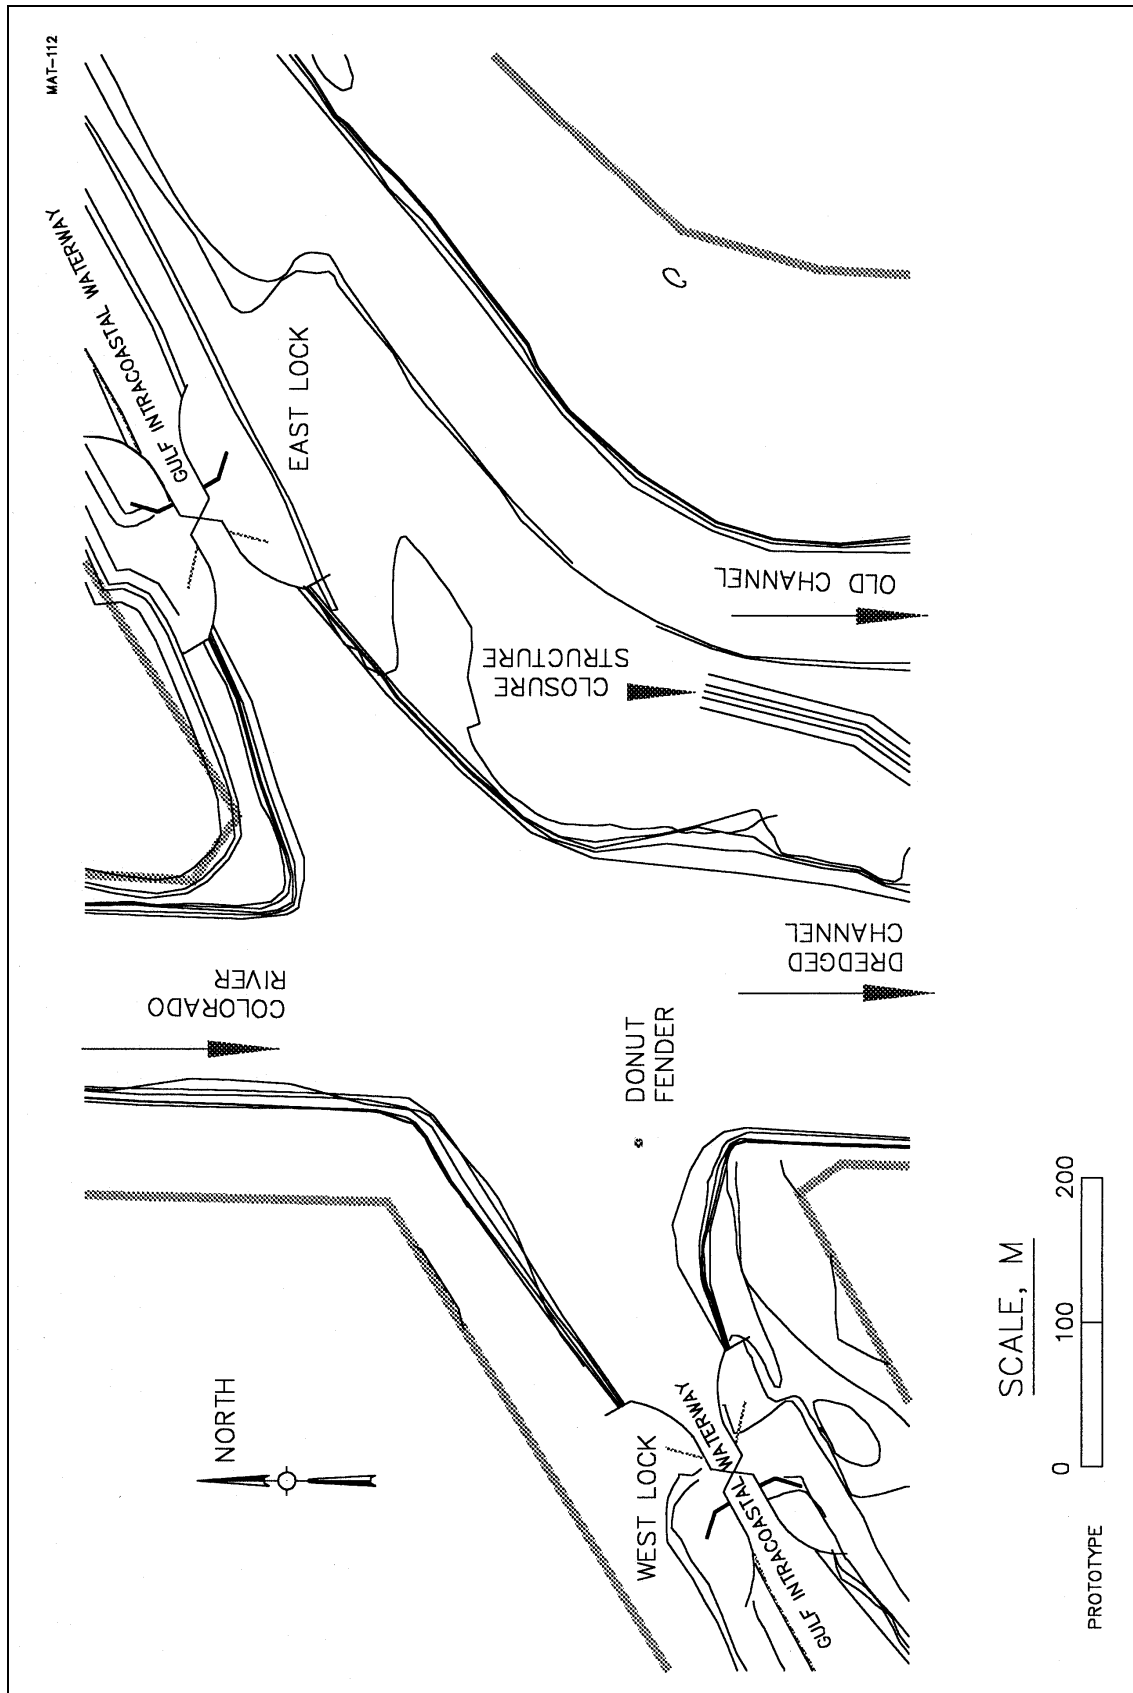 MAT-112
GULF INTRACOASTAL WATERWAY
EAST LOCK
OLD CHANNEL
CLOSURE
STRUCTURE
COLORADO
RIVER
DREDGED
CHANNEL
DONUT
FENDER
NORTH
WEST LOCK
GULF INTRACOASTAL WATERWAY
SCALE, M
0 100 200
PROTOTYPE